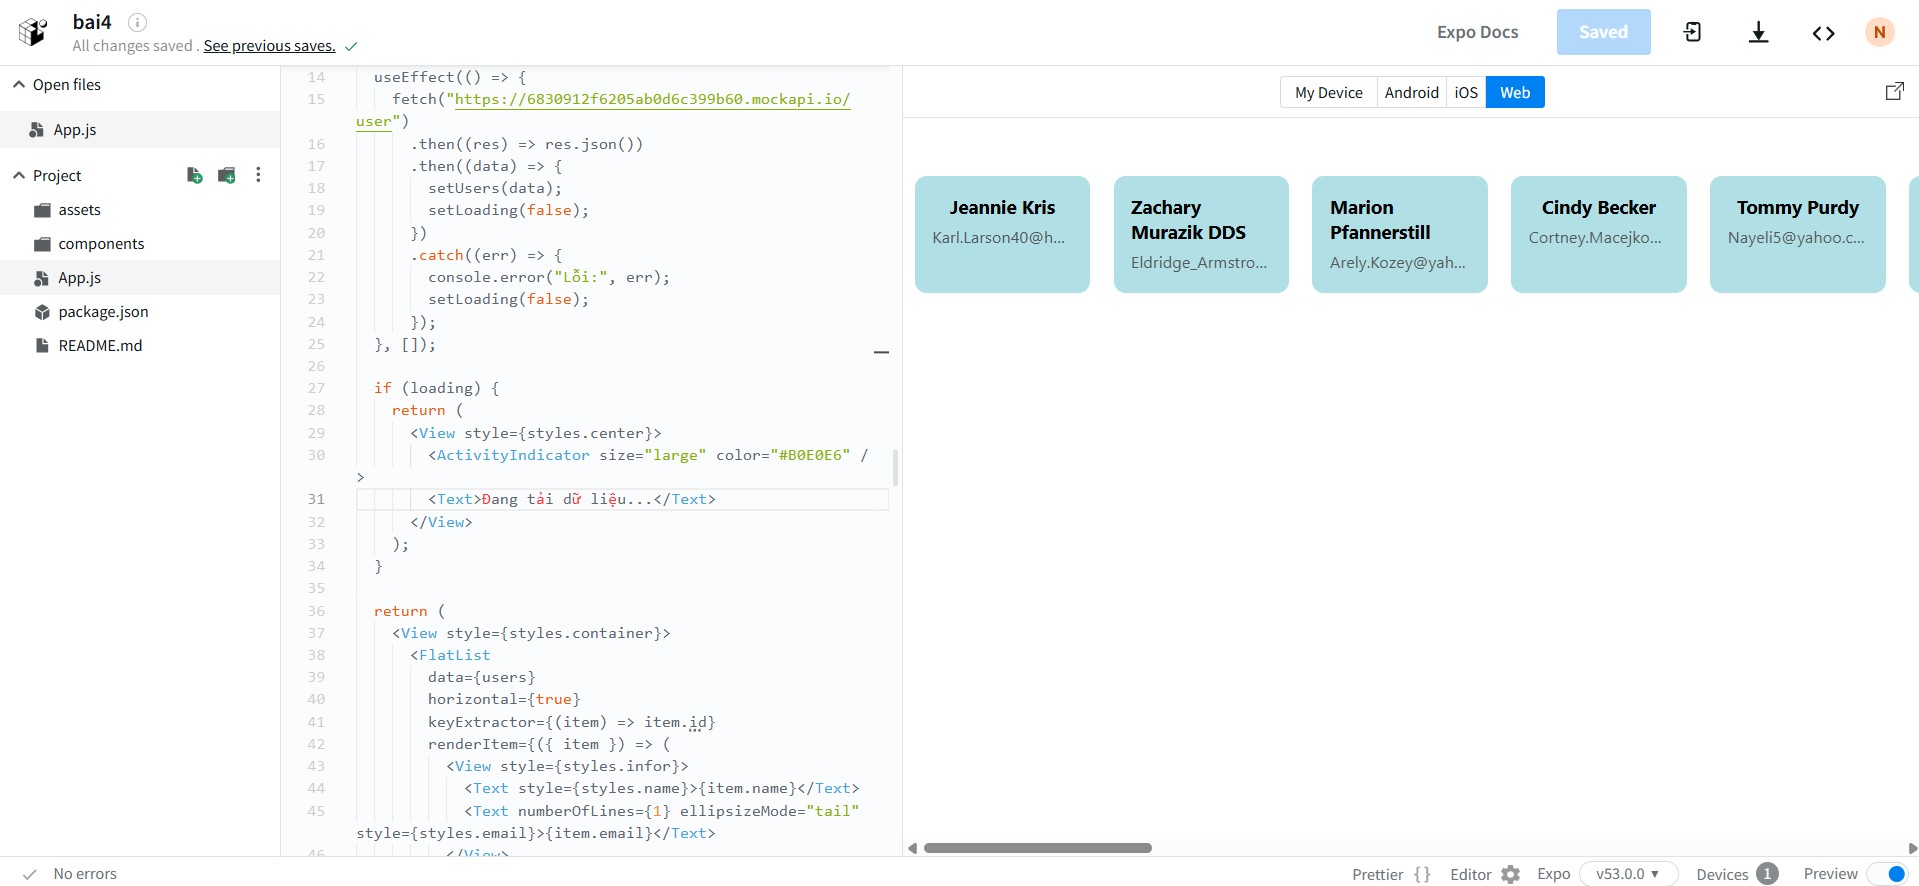 bai4
All changes saved . See previous saves.
Expo Docs
Saved
N
Open files
App.js
Project
assets
components
App.js
package.json
README.md
14 useEffect(() => {
15 fetch("https://6830912f6205ab0d6c399b60.mockapi.io/
user")
16 .then((res) => res.json())
17 .then((data) => {
18 setUsers(data);
19 setLoading(false);
20 })
21 .catch((err) => {
22 console.error("Lỗi:", err);
23 setLoading(false);
24 });
25 }, []);
26
27 if (loading) {
28 return (
29 <View style={styles.center}>
30 <ActivityIndicator size="large" color="#B0E0E6" /
>
31 <Text>Đang tải dữ liệu...</Text>
32 </View>
33 );
34 }
35
36 return (
37 <View style={styles.container}>
38 <FlatList
39 data={users}
40 horizontal={true}
41 keyExtractor={(item) => item.id}
42 renderItem={({ item }) => (
43 <View style={styles.infor}>
44 <Text style={styles.name}>{item.name}</Text>
45 <Text numberOfLines={1} ellipsizeMode="tail"
style={styles.email}>{item.email}</Text>
46 </View>
My Device
Android
iOS
Web
Jeannie Kris
Karl.Larson40@h...
Zachary
Murazik DDS
Eldridge_Armstro...
Marion
Pfannerstill
Arely.Kozey@yah...
Cindy Becker
Cortney.Macejko...
Tommy Purdy
Nayeli5@yahoo.c...
No errors
Prettier {}
Editor
Expo
v53.0.0
Devices 1
Preview